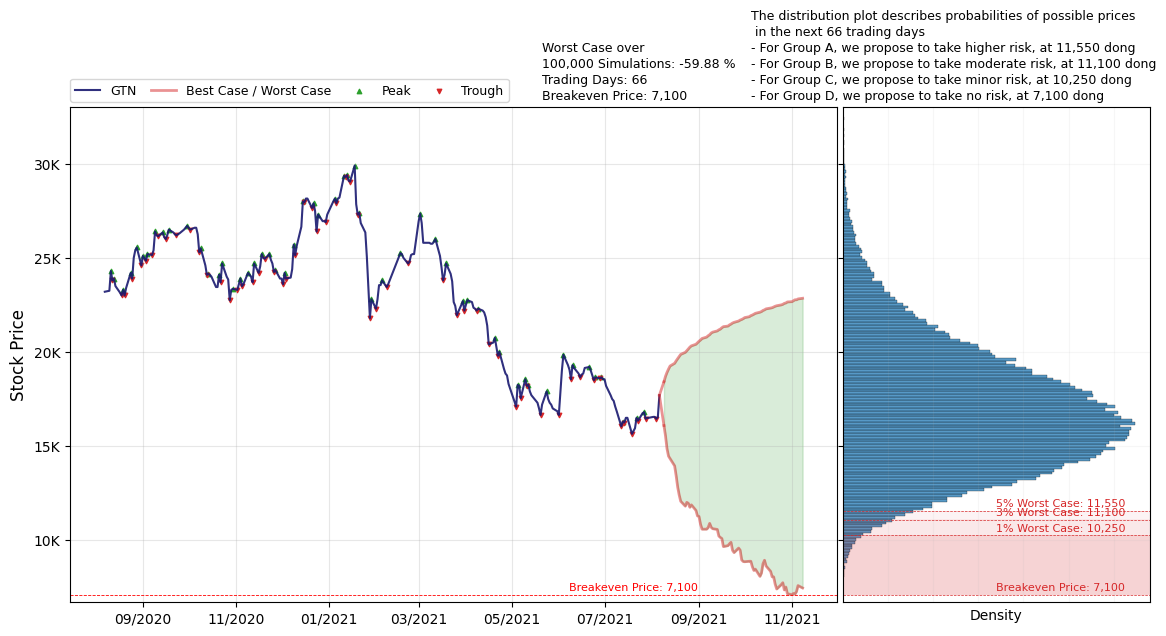 The distribution plot describes probabilities of possible prices
in the next 66 trading days
- For Group A, we propose to take higher risk, at 11,550 dong
- For Group B, we propose to take moderate risk, at 11,100 dong
- For Group C, we propose to take minor risk, at 10,250 dong
- For Group D, we propose to take no risk, at 7,100 dong
Worst Case over
100,000 Simulations: -59.88 %
Trading Days: 66
Breakeven Price: 7,100
GTN
Best Case / Worst Case
Peak
Trough
Stock Price
30K
25K
20K
15K
10K
Breakeven Price: 7,100
09/2020
11/2020
01/2021
03/2021
05/2021
07/2021
09/2021
11/2021
5% Worst Case: 11,550
3% Worst Case: 11,100
1% Worst Case: 10,250
Breakeven Price: 7,100
Density